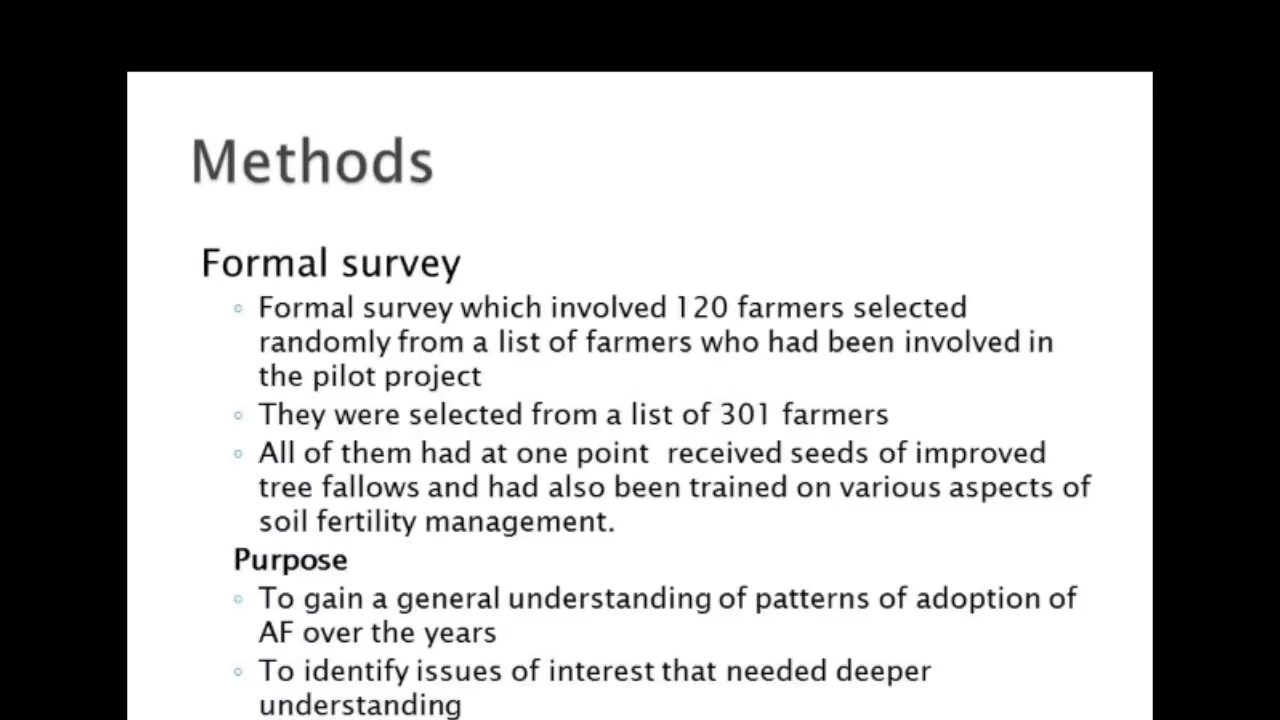 Methods
Formal survey
◦ Formal survey which involved 120 farmers selected
randomly from a list of farmers who had been involved in
the pilot project
◦ They were selected from a list of 301 farmers
◦ All of them had at one point  received seeds of improved
tree fallows and had also been trained on various aspects of
soil fertility management.
Purpose
◦ To gain a general understanding of patterns of adoption of
AF over the years
◦ To identify issues of interest that needed deeper
understanding